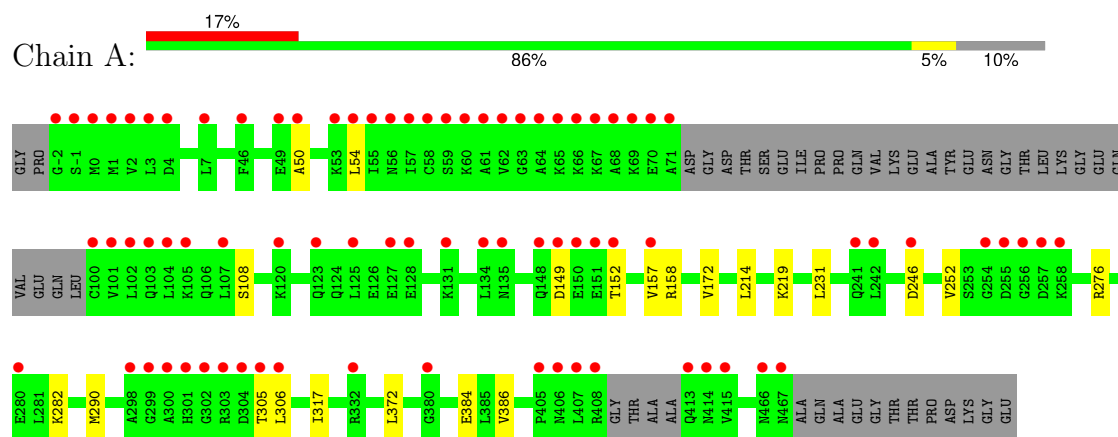 17%
Chain A:
86% 5% 10%
GLY PRO G-2 S-1 M0 M1 V2 L3 D4 L7 F46 E49 A50 K53 L54 I55 N56 I57 C58 S59 K60 A61 V62 G63 A64 K65 K66 K67 A68 K69 E70 A71 ASP GLY ASP THR SER GLU ILE PRO PRO GLN VAL LYS GLU ALA TYR GLU ASN GLY THR LEU LYS GLY GLU GLN
VAL GLU GLN LEU C100 V101 L102 Q103 L104 K105 Q106 L107 S108 K120 Q123 Q124 L125 E126 E127 E128 K131 L134 N135 Q148 D149 E150 E151 T152 V157 R158 V172 L214 K219 L231 Q241 L242 D246 V252 S253 G254 D255 G256 D257 K258 R276
E280 L281 K282 M290 A298 G299 A300 H301 G302 R303 D304 T305 L306 I317 R332 L372 G380 E384 L385 V386 P405 N406 L407 R408 GLY THR ALA ALA Q413 N414 V415 N466 N467 ALA GLN ALA GLU GLY THR THR PRO ASP LYS GLY GLU